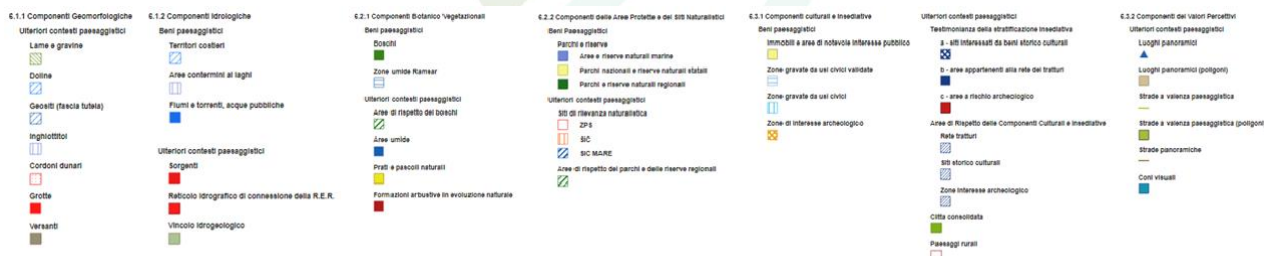 6.1.1 Componenti Geomorfologiche
Ulteriori contesti paesaggistici
Lame e gravine
Doline
Geositi (fascia tutela)
Inghiottitoi
Cordoni dunari
Grotte
Versanti
6.1.2 Componenti Idrologiche
Beni paesaggistici
Territori costieri
Aree contermini ai laghi
Fiumi e torrenti, acque pubbliche
Ulteriori contesti paesaggistici
Sorgenti
Reticolo idrografico di connessione della R.E.R.
Vincolo idrogeologico
6.2.1 Componenti Botanico Vegetazionali
Beni paesaggistici
Boschi
Zone umide Ramsar
Ulteriori contesti paesaggistici
Aree di rispetto dei boschi
Aree umide
Prati e pascoli naturali
Formazioni arbustive in evoluzione naturale
6.2.2 Componenti delle Aree Protette e dei Siti Naturalistici
Beni Paesaggistici
Parchi e riserve
Aree e riserve naturali marine
Parchi nazionali e riserve naturali statali
Parchi e riserve naturali regionali
Ulteriori contesti paesaggistici
Siti di rilevanza naturalistica
ZPS
SIC
SIC MARE
Aree di rispetto dei parchi e delle riserve regionali
6.3.1 Componenti culturali e insediative
Beni paesaggistici
Immobili e aree di notevole interesse pubblico
Zone gravate da usi civici validate
Zone gravate da usi civici
Zone di interesse archeologico
Ulteriori contesti paesaggistici
Testimonianza della stratificazione insediativa
a - siti interessati da beni storico culturali
b - aree appartenenti alla rete dei tratturi
c - aree a rischio archeologico
Aree di Rispetto delle Componenti Culturali e Insediative
Rete tratturi
Siti storico culturali
Zone interesse archeologico
Città consolidata
Paesaggi rurali
6.3.2 Componenti dei Valori Percettivi
Ulteriori contesti paesaggistici
Luoghi panoramici
Luoghi panoramici (poligoni)
Strade a valenza paesaggistica
Strade a valenza paesaggistica (poligoni
Strade panoramiche
Coni visuali